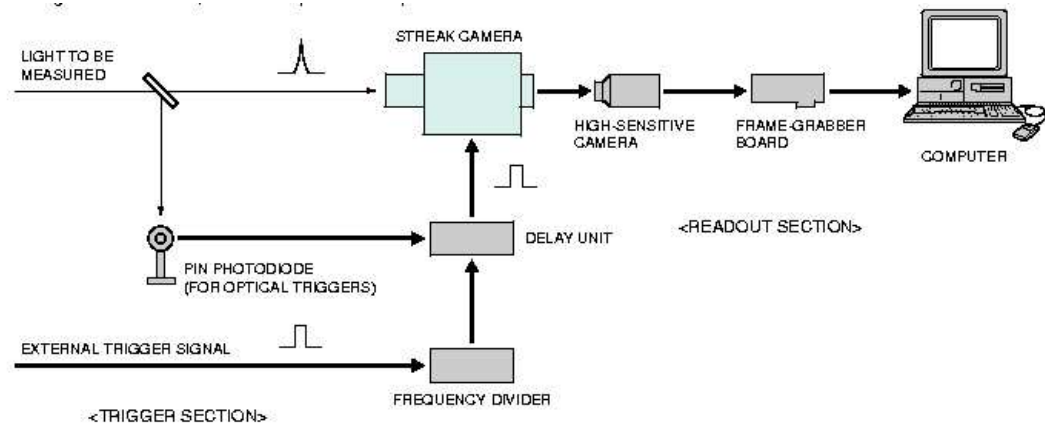 STREAK CAMERA
LIGHT TO BE
MEASURED
HIGH-SENSITIVE
CAMERA
FRAME-GRABBER
BOARD
COMPUTER
DELAY UNIT
<READOUT SECTION>
PIN PHOTODIODE
(FOR OPTICAL TRIGGERS)
EXTERNAL TRIGGER SIGNAL
FREQUENCY DIVIDER
<TRIGGER SECTION>